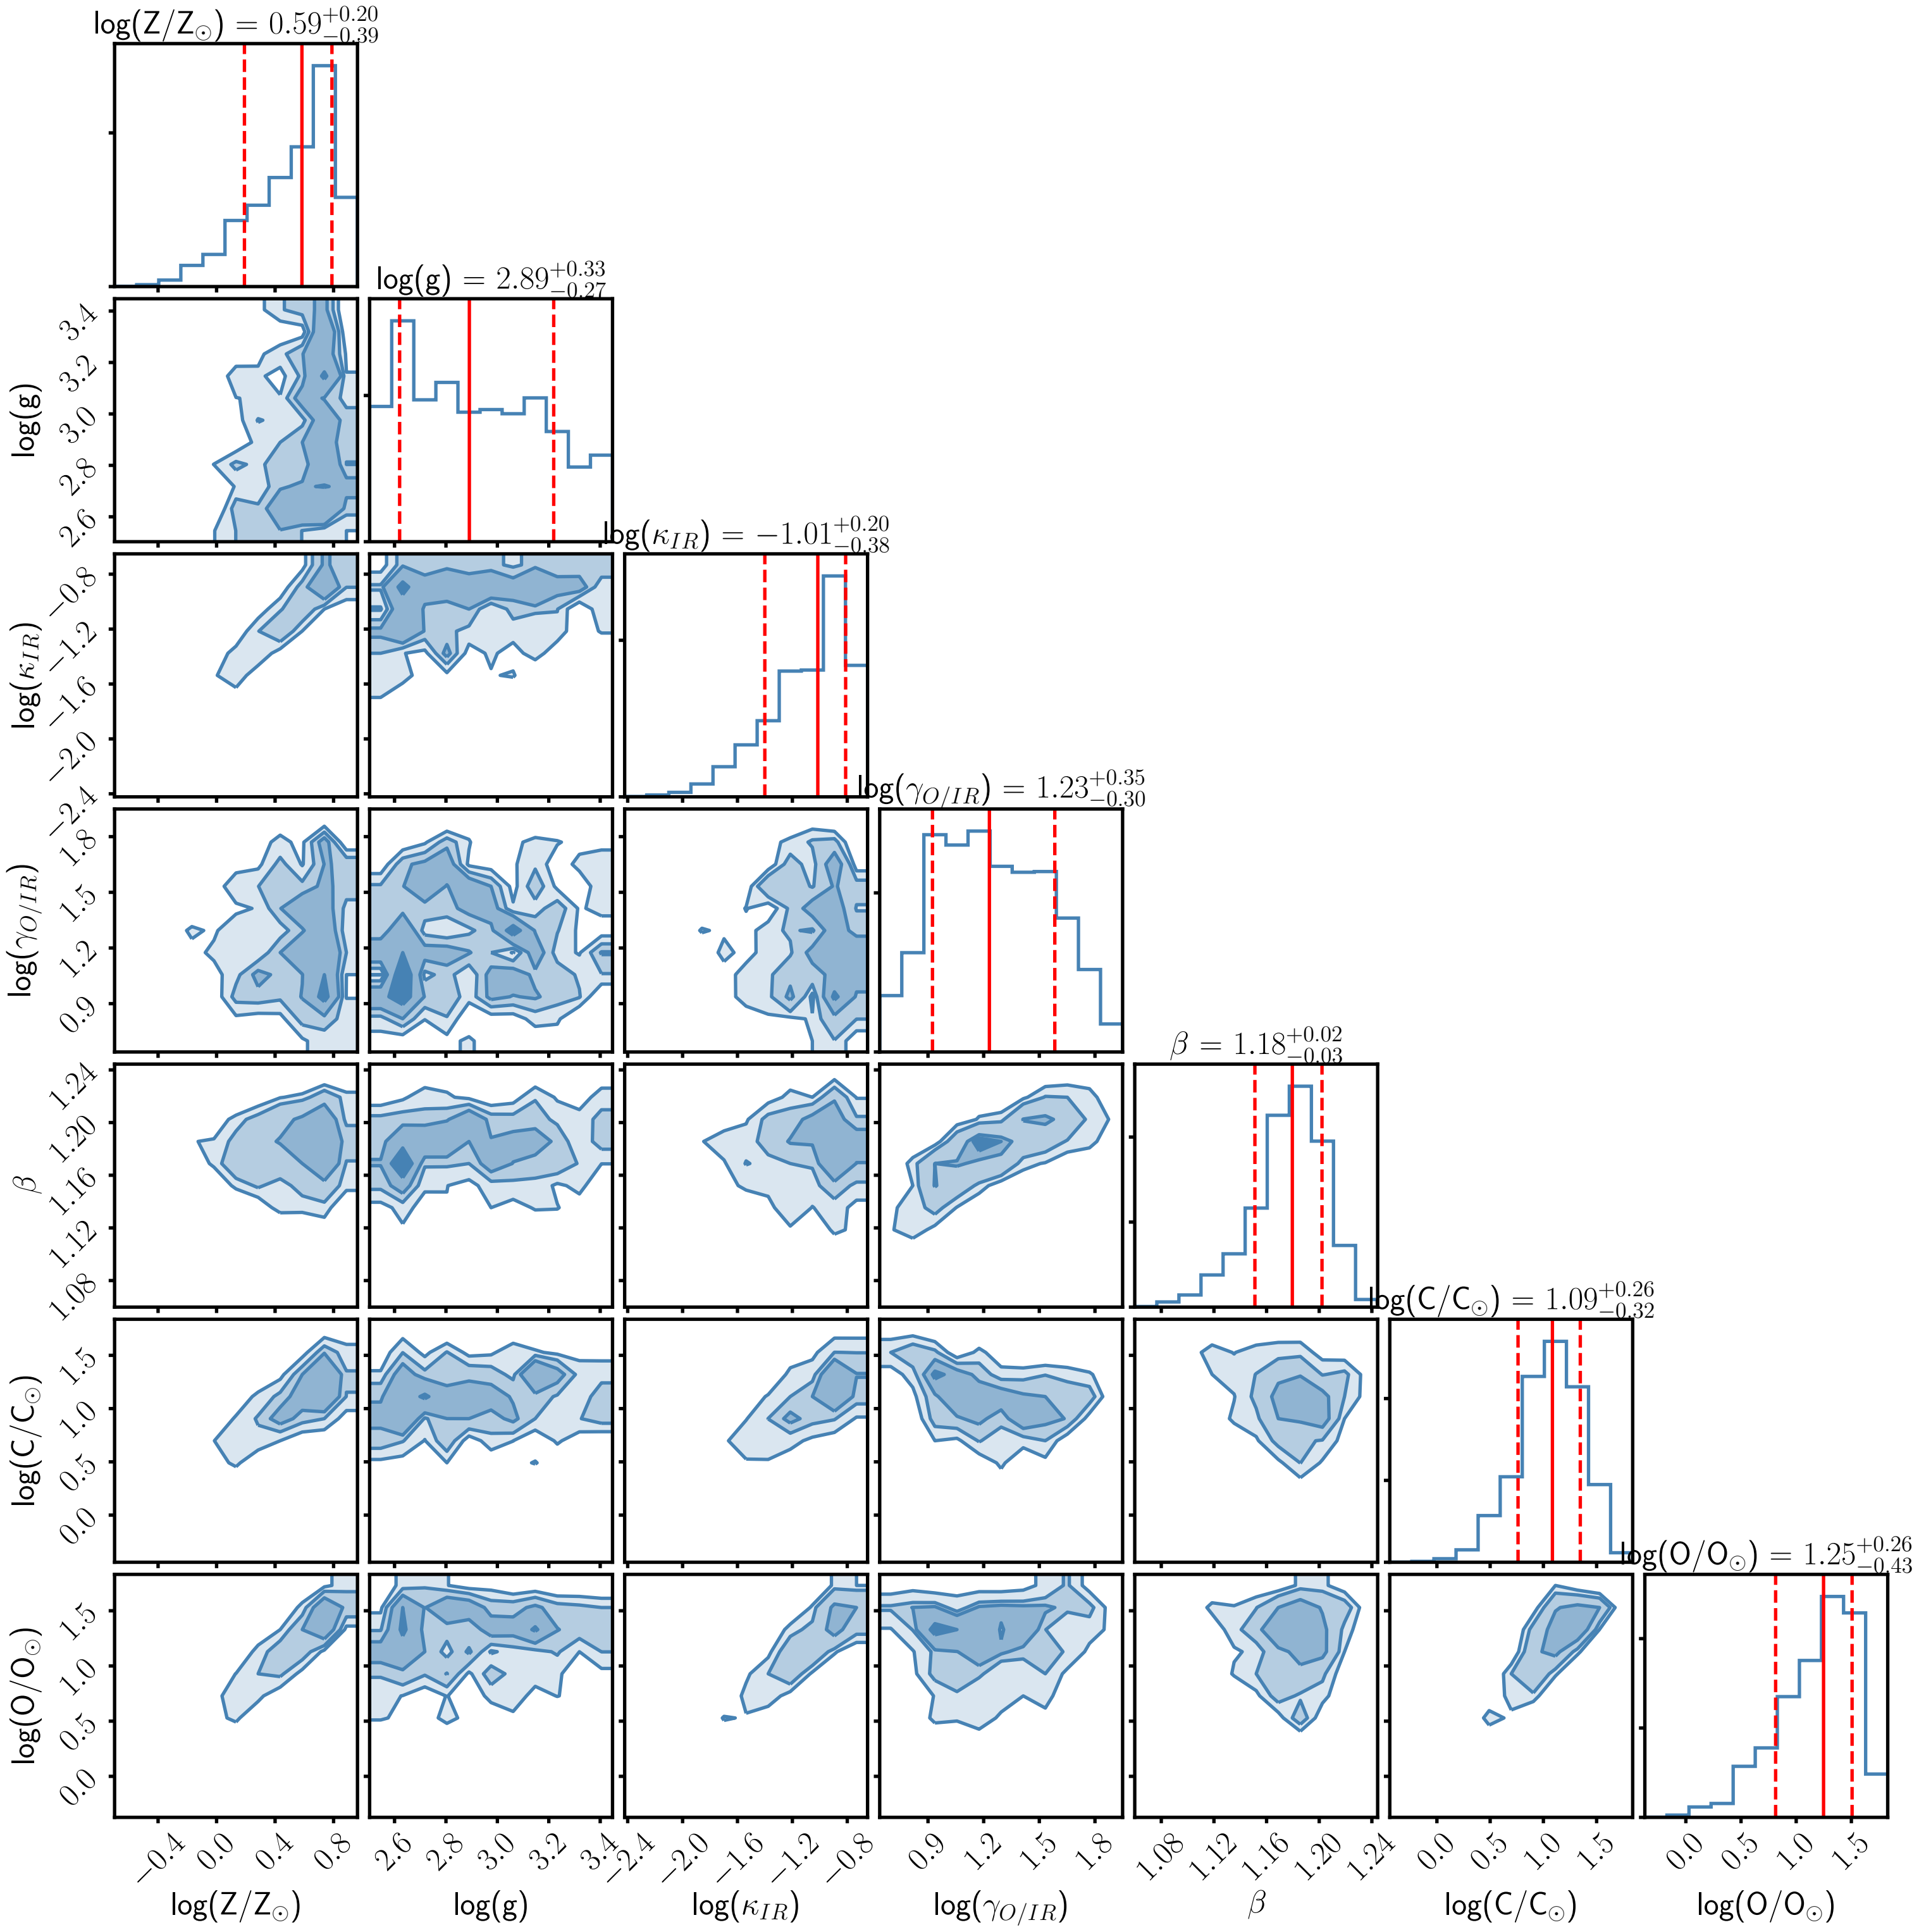 log(Z/Z☉) = 0.59 +0.20 −0.39
log(g) = 2.89 +0.33 −0.27
3.4
3.2
3.0
2.8
2.6
log(g)
log(κIR) = −1.01 +0.20 −0.38
−0.8
−1.2
−1.6
−2.0
−2.4
log(κIR)
log(γO/IR) = 1.23 +0.35 −0.30
1.8
1.5
1.2
0.9
log(γO/IR)
β = 1.18 +0.02 −0.03
1.24
1.20
1.16
1.12
1.08
β
log(C/C☉) = 1.09 +0.26 −0.32
1.5
1.0
0.5
0.0
log(C/C☉)
log(O/O☉) = 1.25 +0.26 −0.43
1.5
1.0
0.5
0.0
log(O/O☉)
−0.4 0.0 0.4 0.8 2.6 2.8 3.0 3.2 3.4 −2.4 −2.0 −1.6 −1.2 −0.8 0.9 1.2 1.5 1.8 1.08 1.12 1.16 1.20 1.24 0.0 0.5 1.0 1.5 0.0 0.5 1.0 1.5
log(Z/Z☉) log(g) log(κIR) log(γO/IR) β log(C/C☉) log(O/O☉)